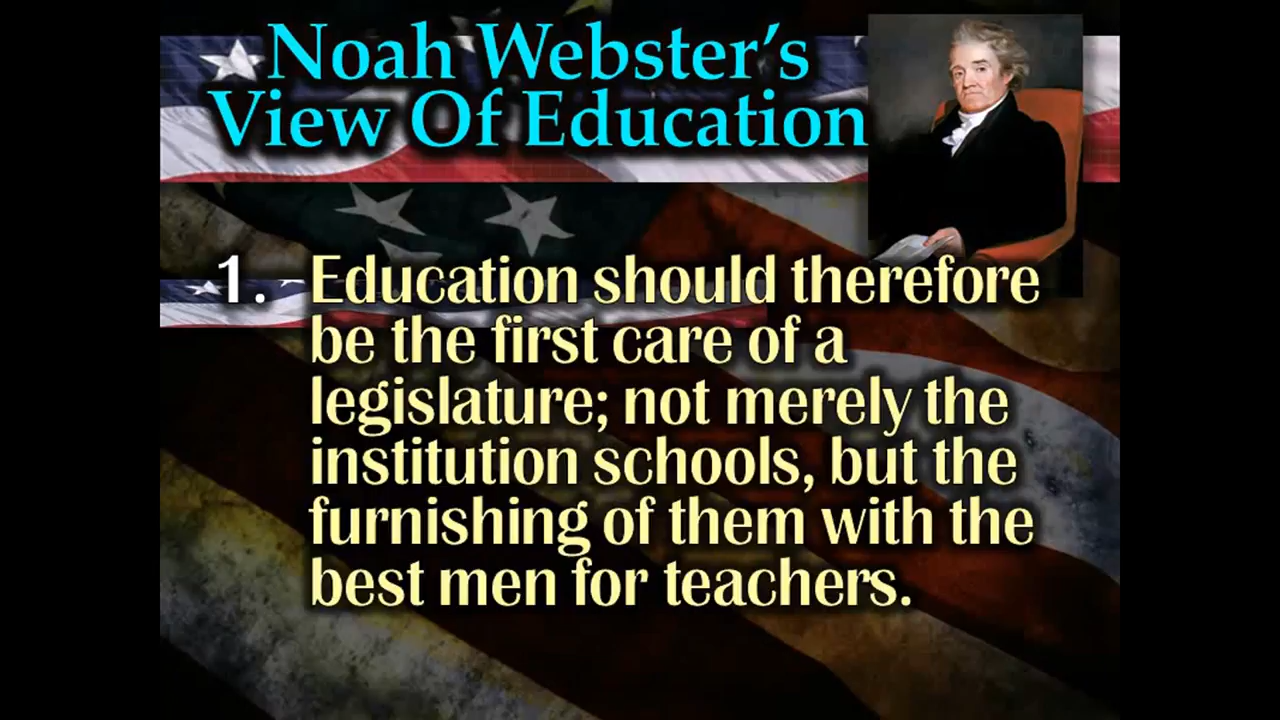 Noah Webster's
View Of Education
1. Education should therefore
be the first care of a
legislature; not merely the
institution schools, but the
furnishing of them with the
best men for teachers.